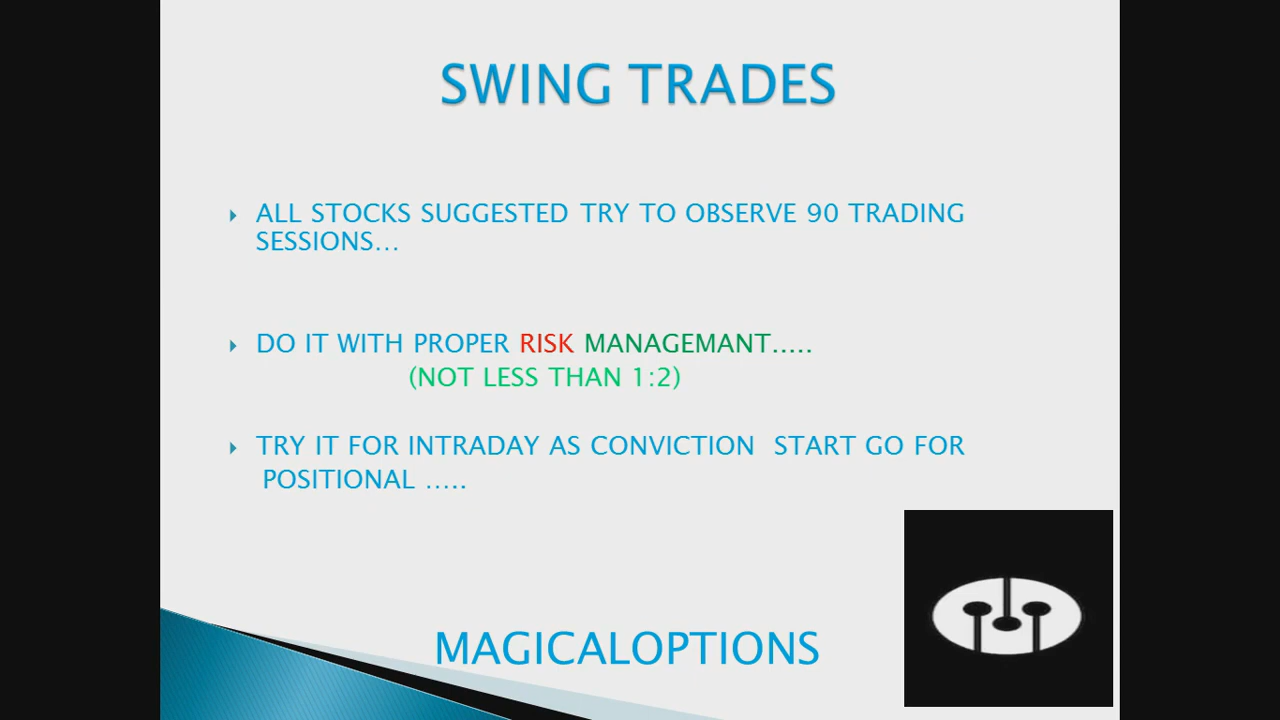 SWING TRADES
ALL STOCKS SUGGESTED TRY TO OBSERVE 90 TRADING
SESSIONS...
DO IT WITH PROPER RISK MANAGEMANT.....
(NOT LESS THAN 1:2)
TRY IT FOR INTRADAY AS CONVICTION START GO FOR
POSITIONAL .....
MAGICALOPTIONS